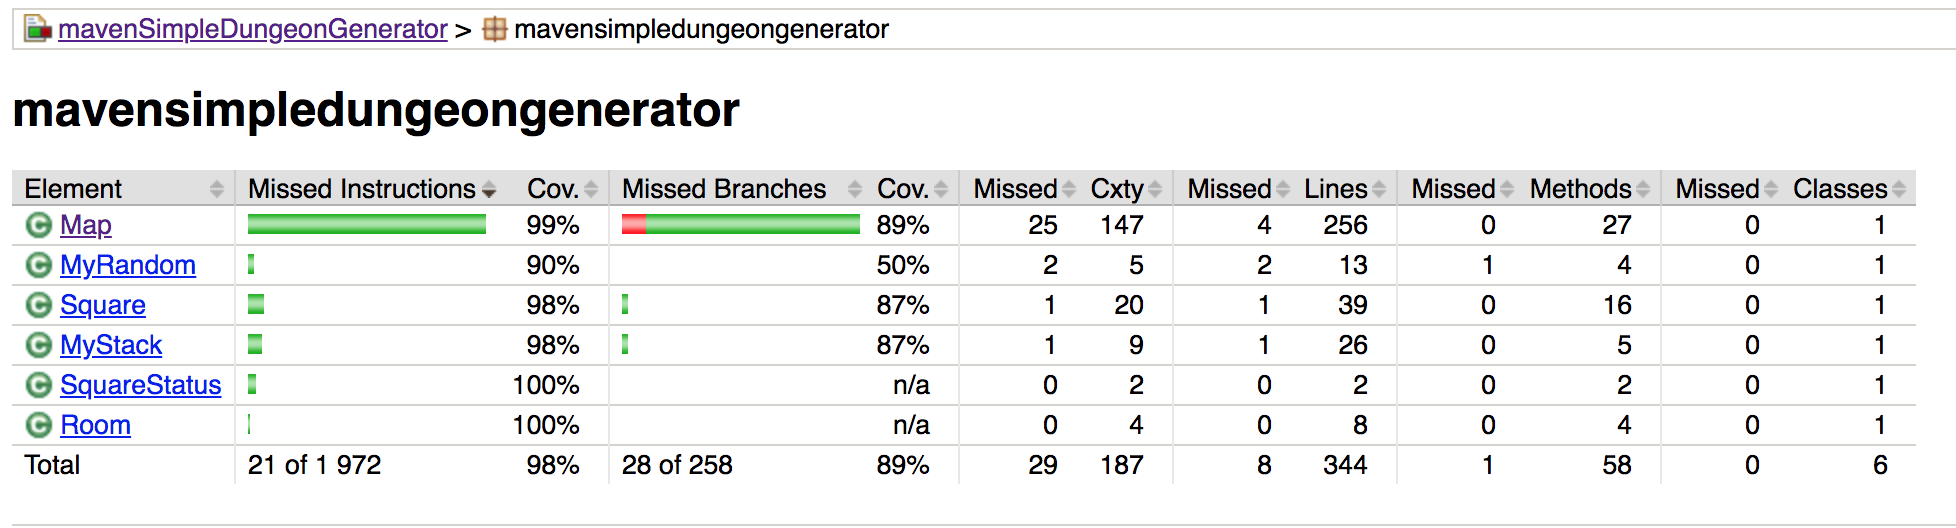 mavenSimpleDungeonGenerator > mavensimpledungeongenerator
mavensimpledungeongenerator
Element Missed Instructions Cov. Missed Branches Cov. Missed Cxty Missed Lines Missed Methods Missed Classes
C Map 99% 89% 25 147 4 256 0 27 0 1
C MyRandom 90% 50% 2 5 2 13 1 4 0 1
C Square 98% 87% 1 20 1 39 0 16 0 1
C MyStack 98% 87% 1 9 1 26 0 5 0 1
C SquareStatus 100% n/a 0 2 0 2 0 2 0 1
C Room 100% n/a 0 4 0 8 0 4 0 1
Total 21 of 1 972 98% 28 of 258 89% 29 187 8 344 1 58 0 6